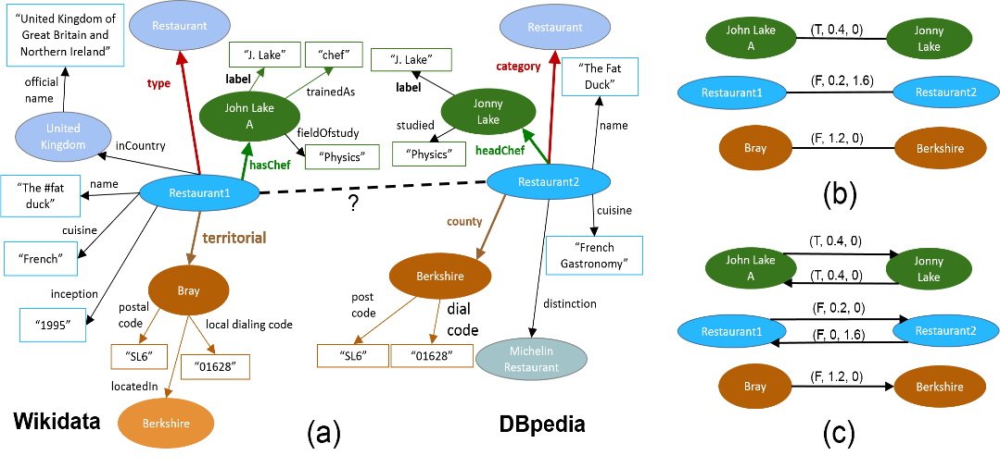 “United Kingdom of
Great Britain and
Northern Ireland”
official
name
United
Kingdom
inCountry
Restaurant
type
“J. Lake”
“chef”
label
trainedAs
John Lake
A
fieldOfstudy
“Physics”
hasChef
Restaurant1
“The #fat
duck”
name
cuisine
“French”
inception
“1995”
territorial
Bray
postal
code
local dialing code
“SL6”
“01628”
locatedIn
Berkshire
Wikidata
(a)
?
Restaurant
category
“J. Lake”
label
“The Fat
Duck”
Jonny
Lake
studied
“Physics”
name
headChef
Restaurant2
county
cuisine
“French
Gastronomy”
Berkshire
post
code
dial
code
distinction
“SL6”
“01628”
Michelin
Restaurant
DBpedia
John Lake
A
(T, 0.4, 0)
Jonny
Lake
Restaurant1
(F, 0.2, 1.6)
Restaurant2
Bray
(F, 1.2, 0)
Berkshire
(b)
(T, 0.4, 0)
John Lake
A
Jonny
Lake
(T, 0.4, 0)
(F, 0.2, 0)
Restaurant1
Restaurant2
(F, 0, 1.6)
(F, 1.2, 0)
Bray
Berkshire
(c)